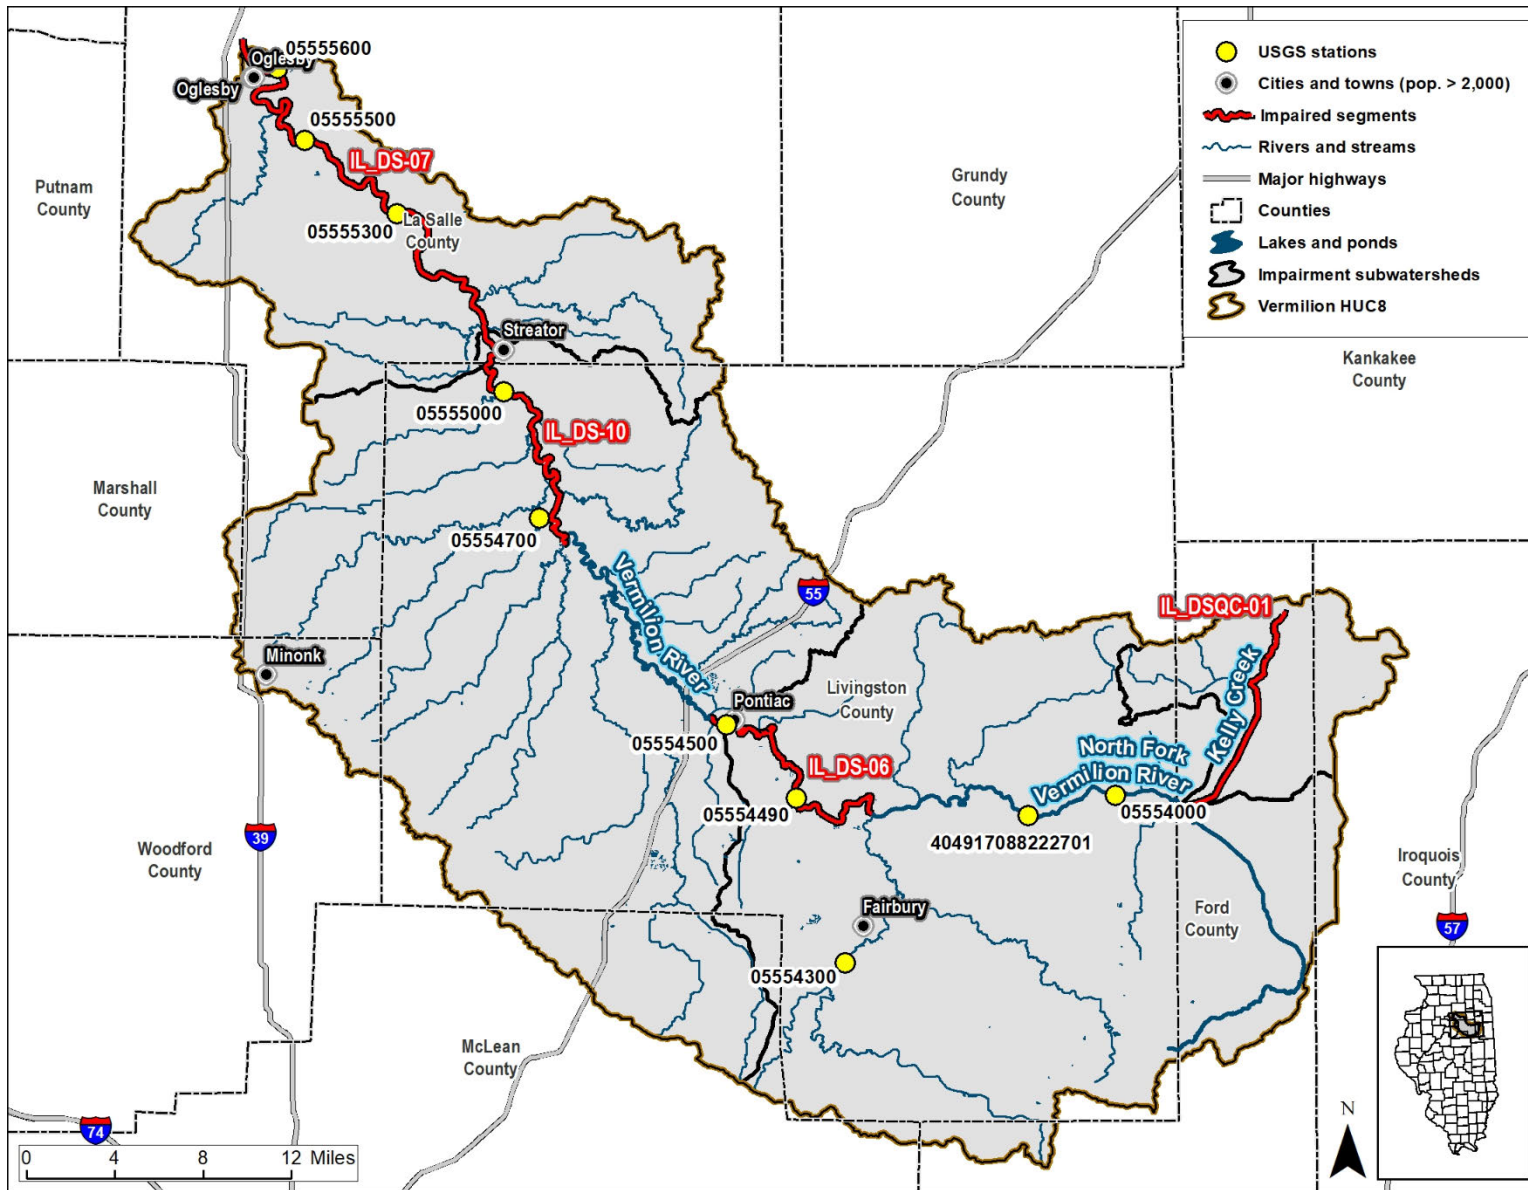 05555600
Oglesby
Oglesby
05555500
IL_DS-07
Putnam
County
05555300
La Salle
County
Grundy
County
USGS stations
Cities and towns (pop. > 2,000)
Impaired segments
Rivers and streams
Major highways
Counties
Lakes and ponds
Impairment subwatersheds
Vermilion HUC8
Streator
Kankakee
County
05555000
IL_DS-10
Marshall
County
05554700
Vermilion River
55
IL_DSQC-01
Kelly Creek
Minonk
Livingston
County
Pontiac
05554500
North Fork
Vermilion River
IL_DS-06
05554490
05554000
404917088222701
39
Woodford
County
Iroquois
County
Fairbury
Ford
County
57
05554300
McLean
County
74
0 4 8 12 Miles
N